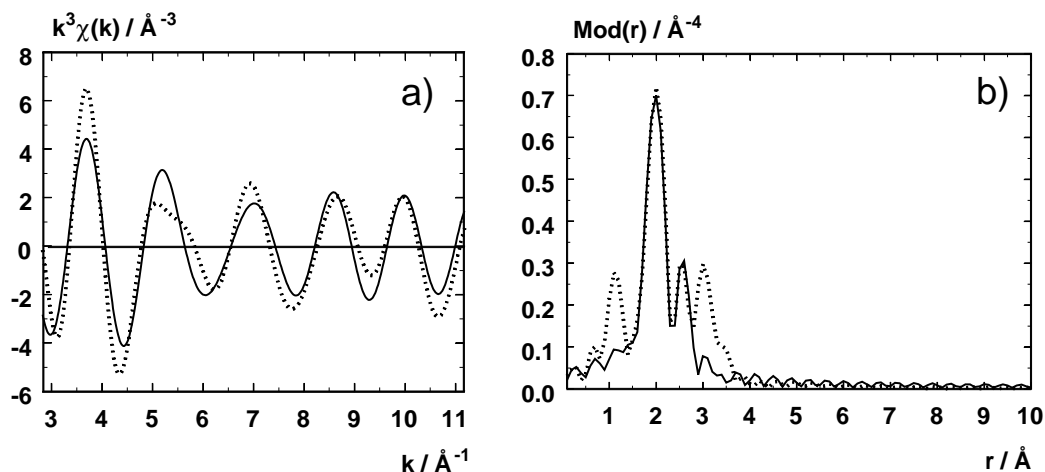 k³χ(k) / Å⁻³
a)
6
4
2
0
-2
-4
-6
3 4 5 6 7 8 9 10 11
k / Å⁻¹
Mod(r) / Å⁻⁴
b)
0.8
0.7
0.6
0.5
0.4
0.3
0.2
0.1
0.0
1 2 3 4 5 6 7 8 9 10
r / Å